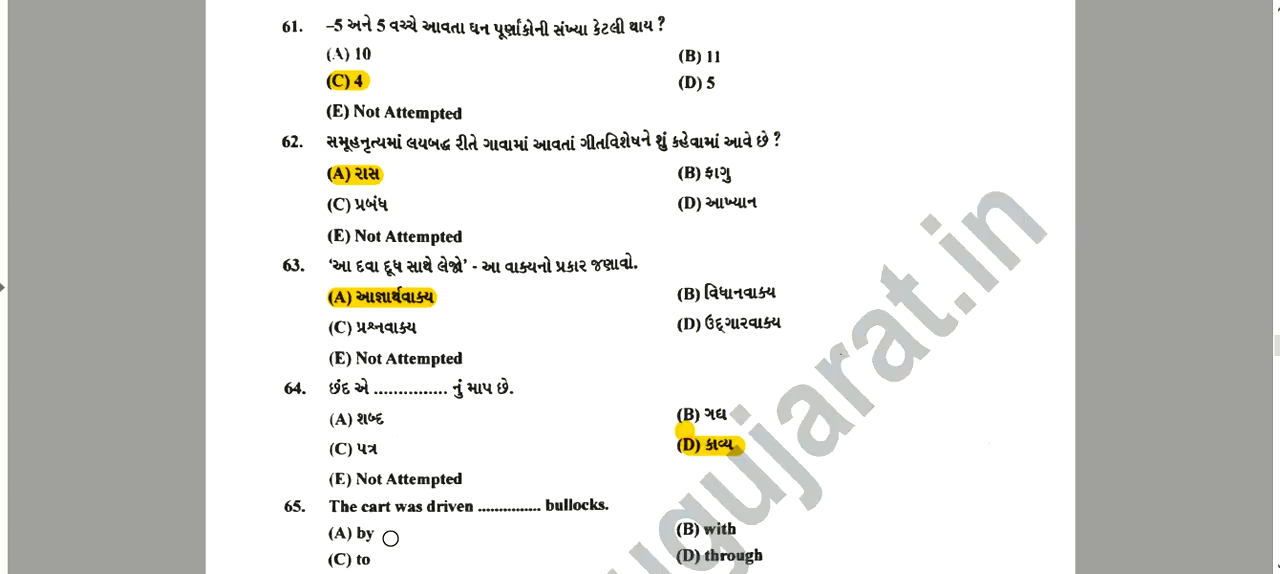 61. –5 અને 5 વચ્ચે આવતા ધન પૂર્ણાંકોની સંખ્યા કેટલી થાય ?
(A) 10 (B) 11
(C) 4 (D) 5
(E) Not Attempted
62. સમૂહનૃત્યમાં લયબદ્ધ રીતે ગાવામાં આવતાં ગીતવિશેષને શું કહેવામાં આવે છે ?
(A) રાસ (B) ફાગુ
(C) પ્રબંધ (D) આખ્યાન
(E) Not Attempted
63. ‘આ દવા દૂધ સાથે લેજો’ - આ વાક્યનો પ્રકાર જણાવો.
(A) આજ્ઞાર્થવાક્ય (B) વિધાનવાક્ય
(C) પ્રશ્નવાક્ય (D) ઉદ્‌ગારવાક્ય
(E) Not Attempted
64. છંદ એ ............... નું માપ છે.
(A) શબ્દ (B) ગદ્ય
(C) પત્ર (D) કાવ્ય
(E) Not Attempted
65. The cart was driven ............... bullocks.
(A) by (B) with
(C) to (D) through
ugujarat.in